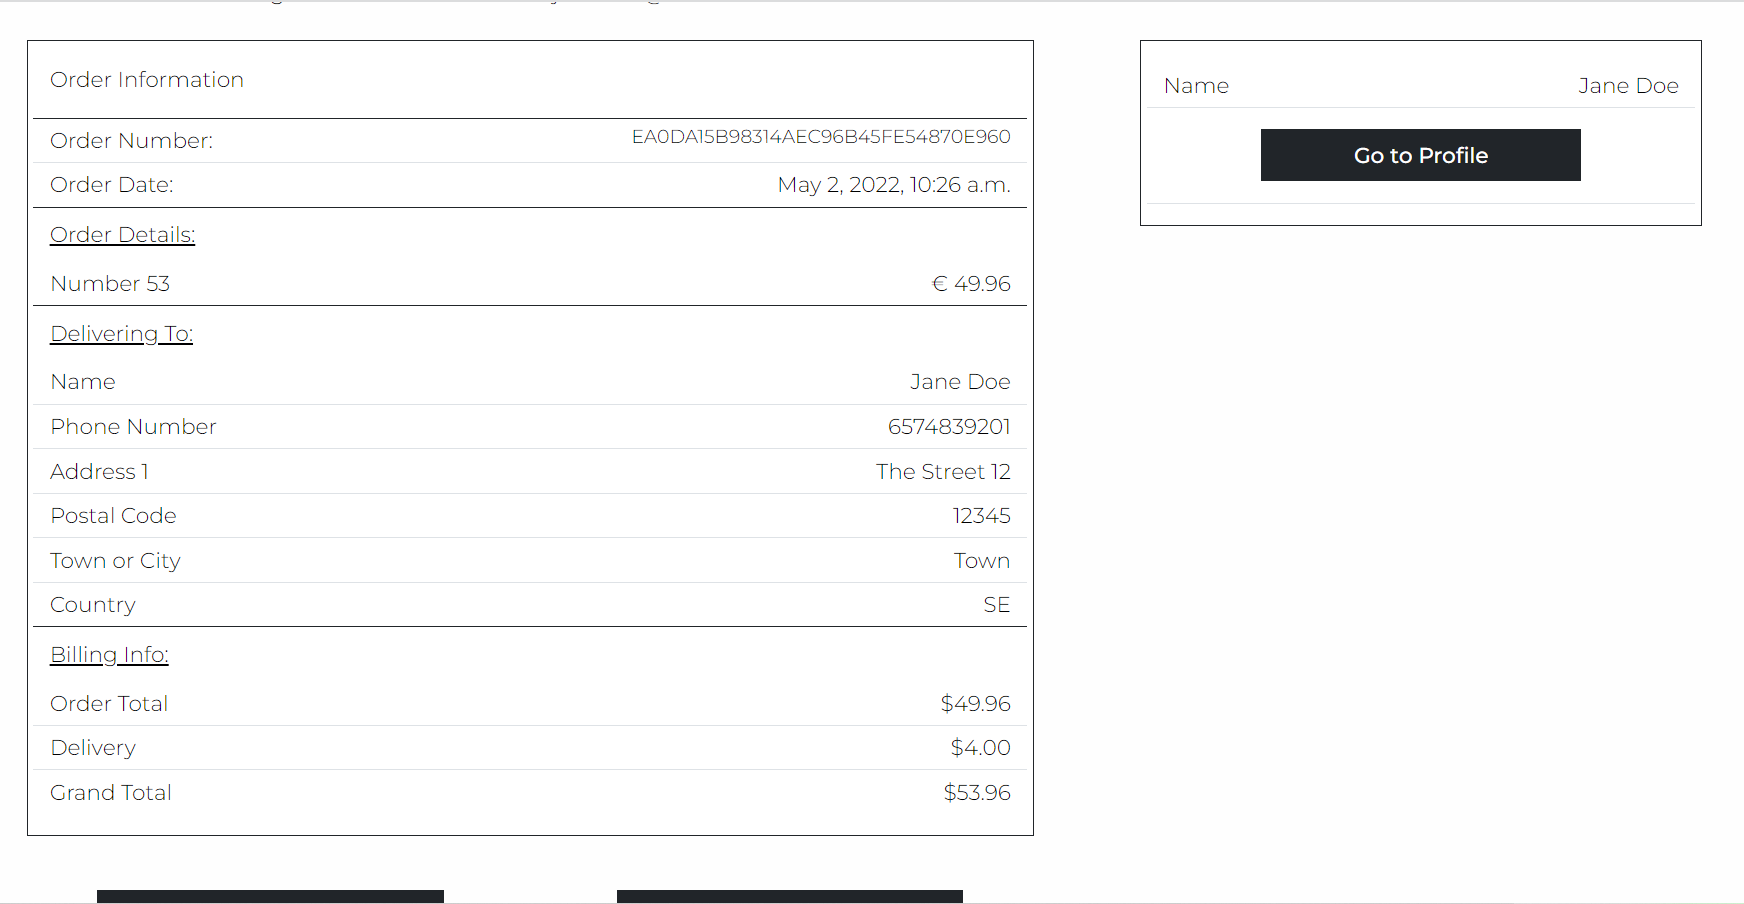 Order Information
Order Number: EA0DA15B98314AEC96B45FE54870E960
Order Date: May 2, 2022, 10:26 a.m.
Order Details:
Number 53 € 49.96
Delivering To:
Name Jane Doe
Phone Number 6574839201
Address 1 The Street 12
Postal Code 12345
Town or City Town
Country SE
Billing Info:
Order Total $49.96
Delivery $4.00
Grand Total $53.96
Name Jane Doe
Go to Profile